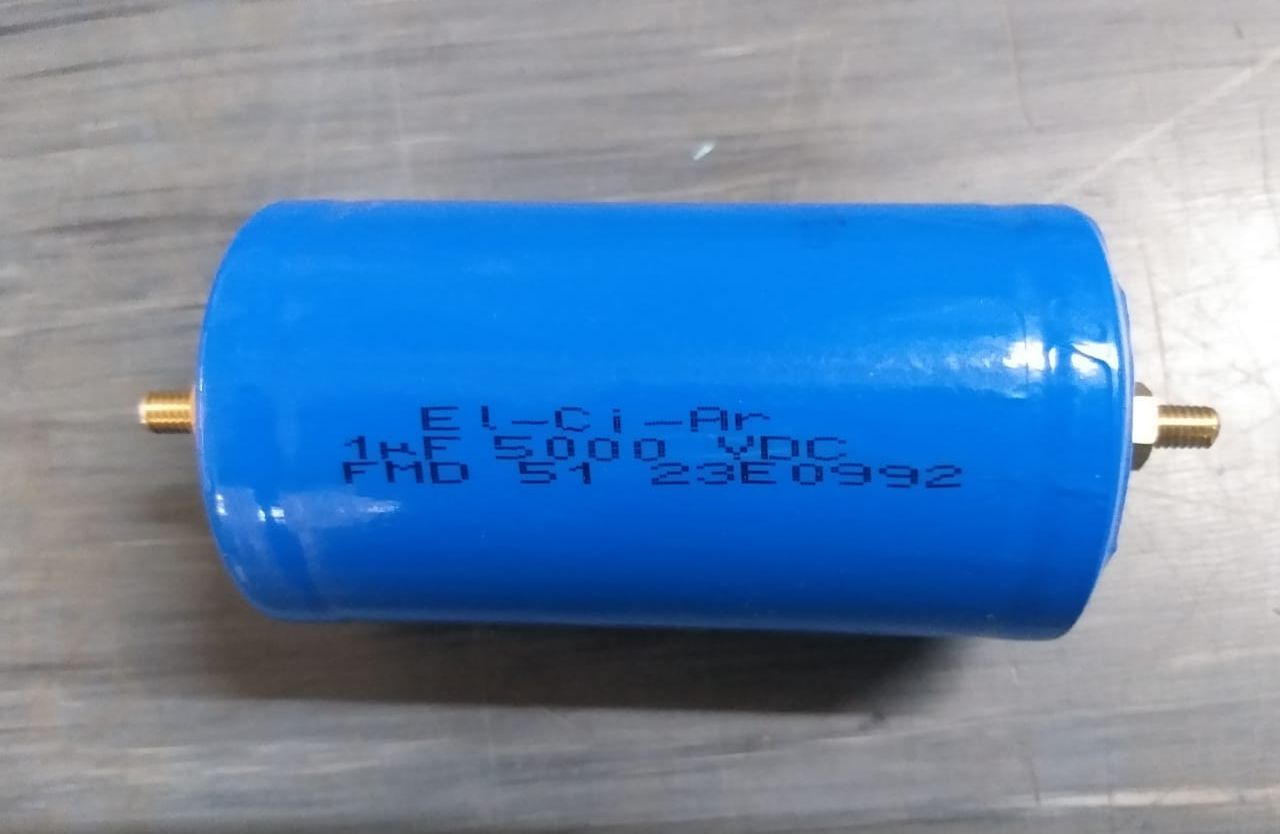 El-Ci-Ar
1µF 5000 VDC
FMD 51 23E0992